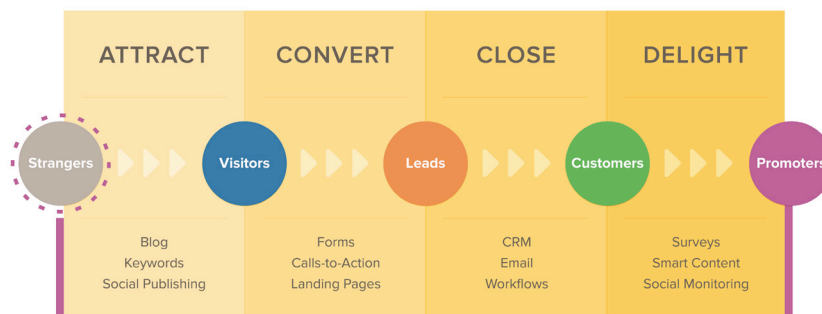 ATTRACT
CONVERT
CLOSE
DELIGHT
Strangers
Visitors
Leads
Customers
Promoters
Blog
Keywords
Social Publishing
Forms
Calls-to-Action
Landing Pages
CRM
Email
Workflows
Surveys
Smart Content
Social Monitoring